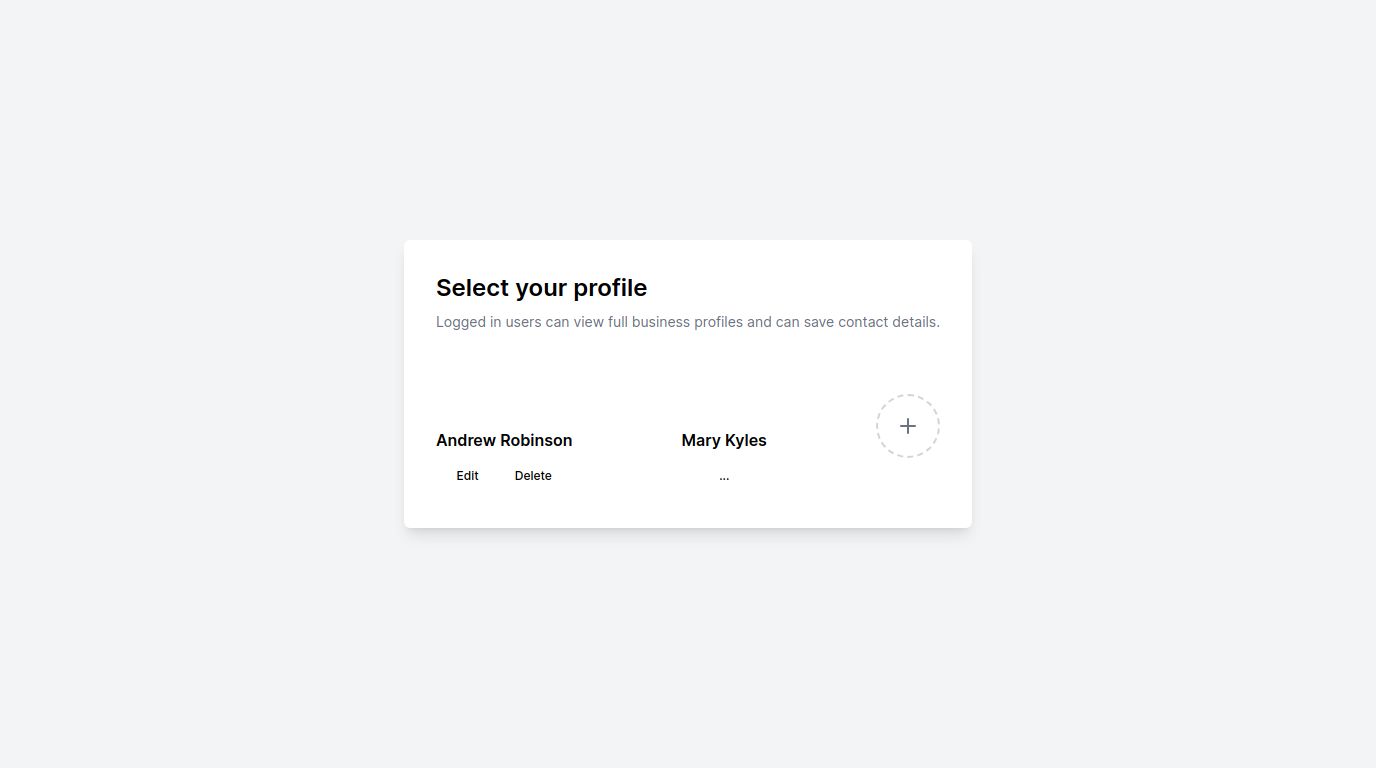 Select your profile
Logged in users can view full business profiles and can save contact details.
Andrew Robinson
Mary Kyles
Edit
Delete
...